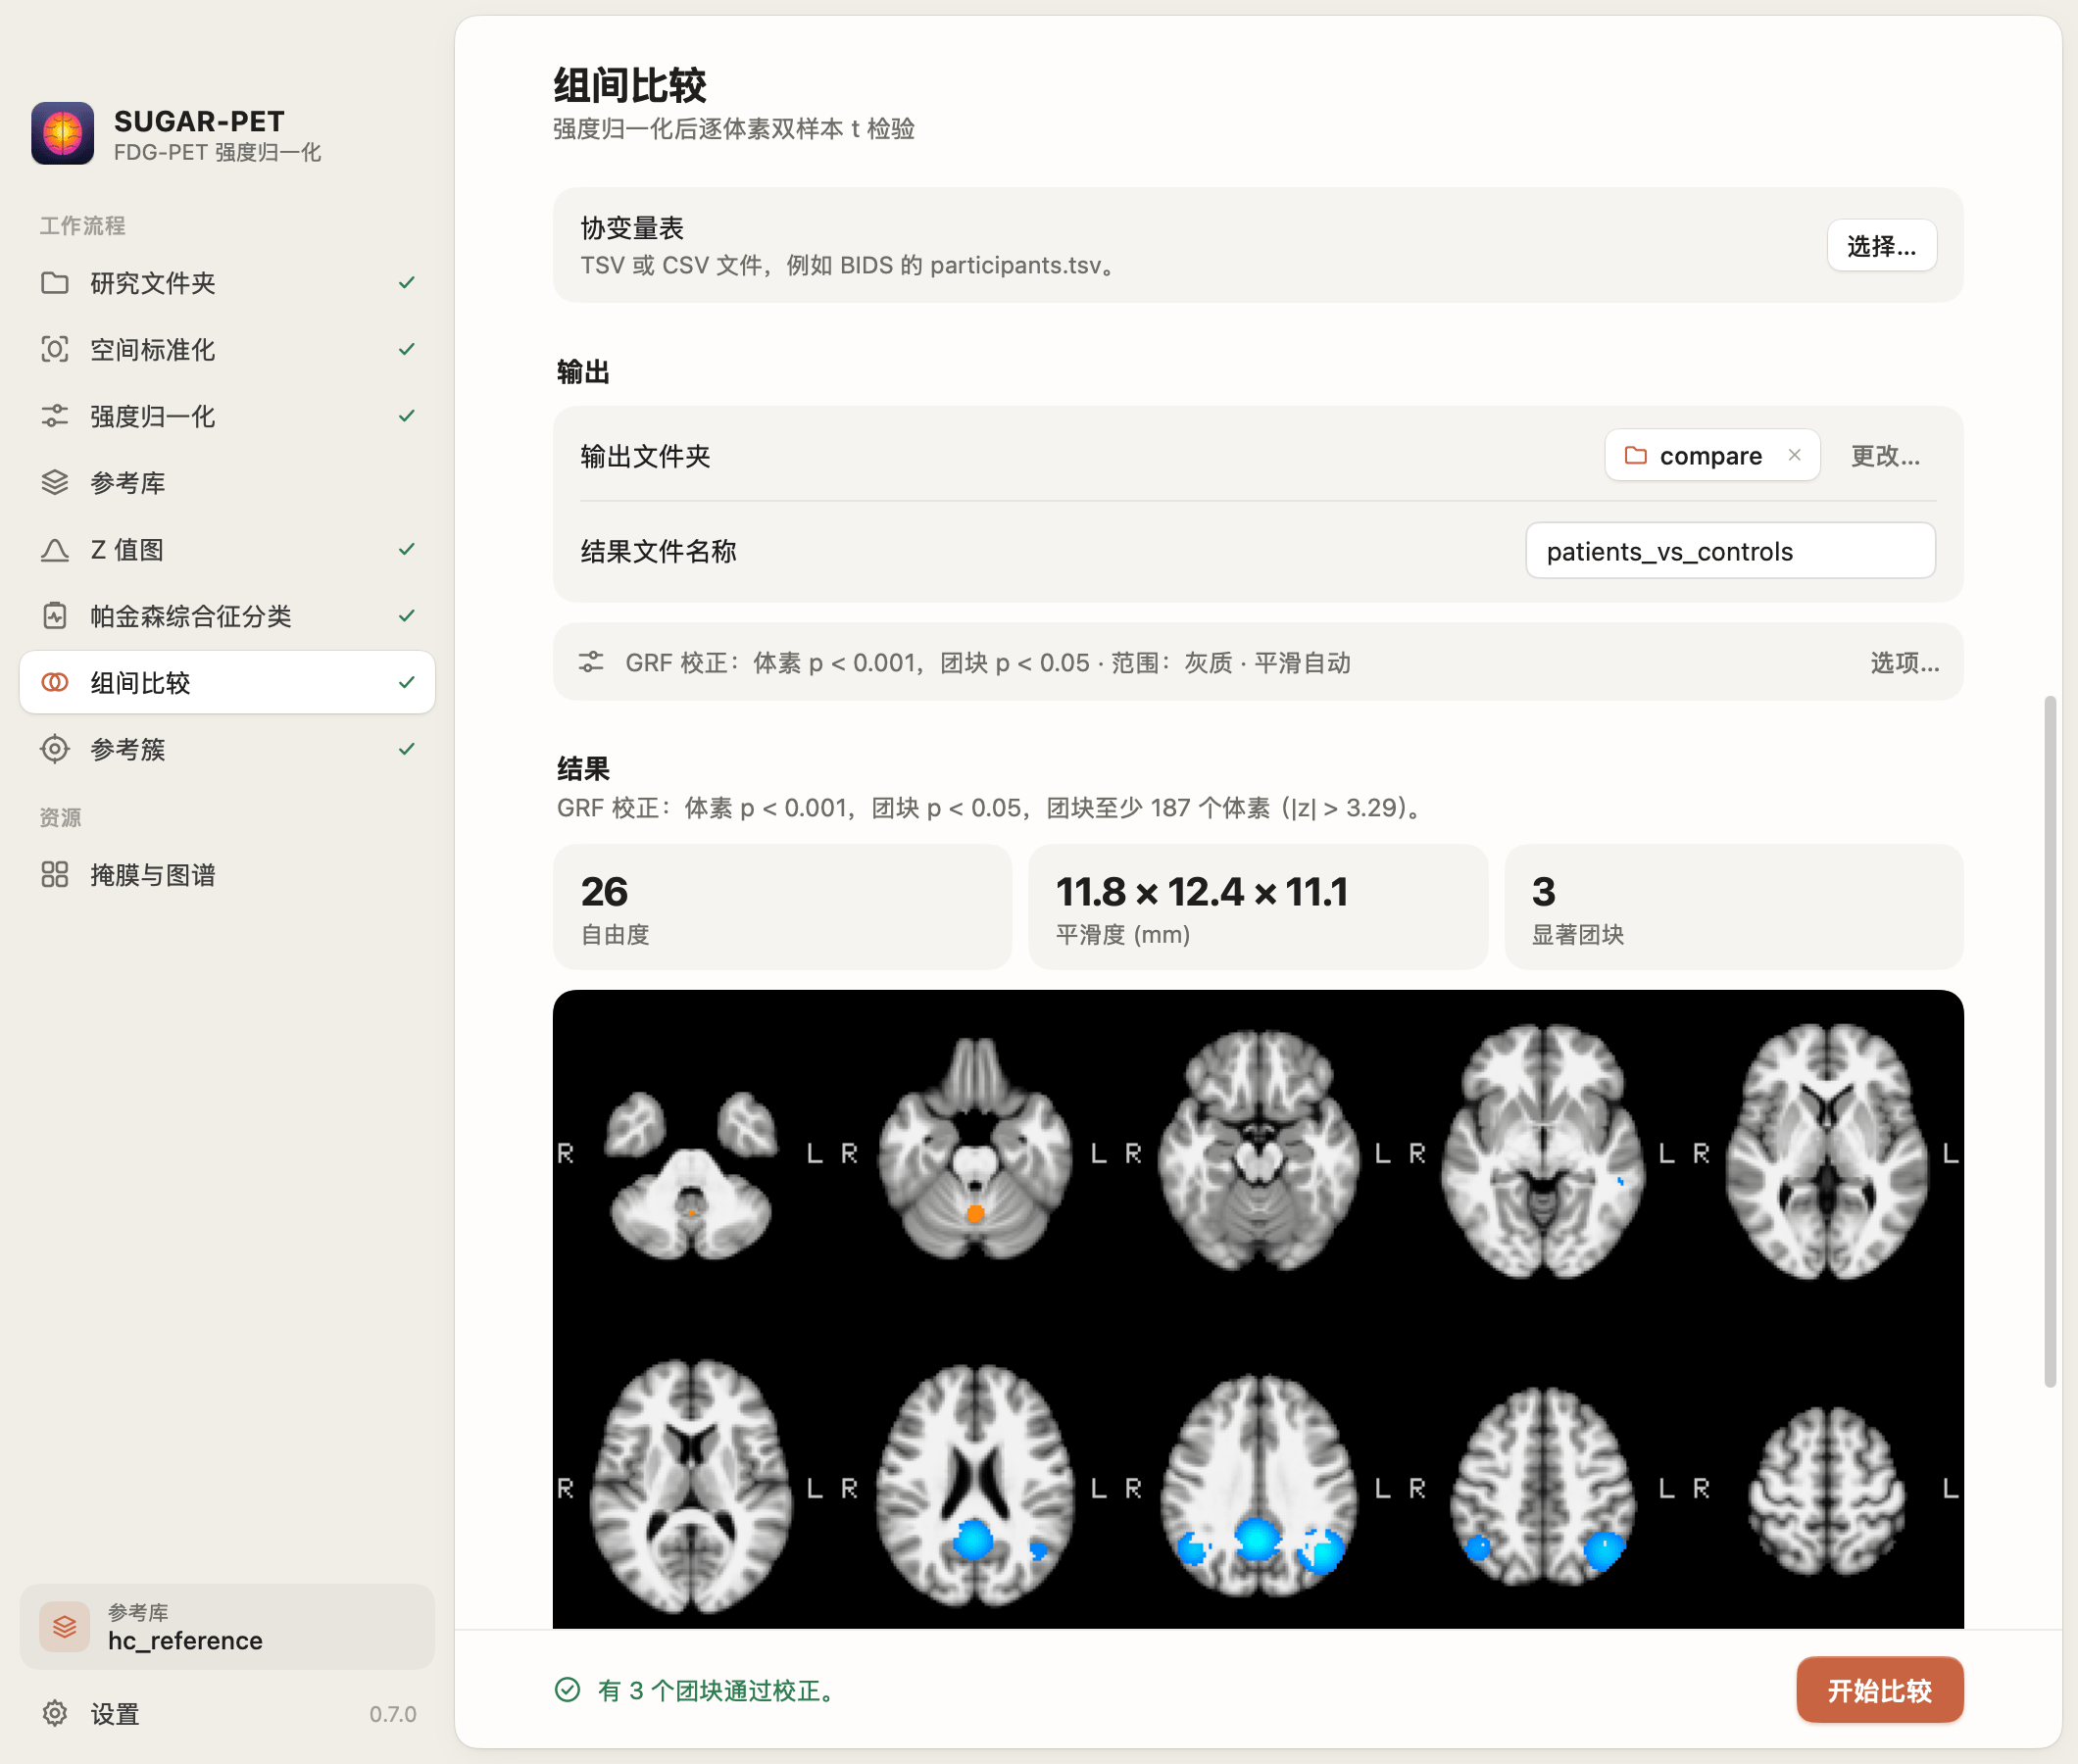 SUGAR-PET
FDG-PET 强度归一化
工作流程
研究文件夹
空间标准化
强度归一化
参考库
Z 值图
帕金森综合征分类
组间比较
参考簇
资源
掩膜与图谱
参考库
hc_reference
设置
0.7.0
组间比较
强度归一化后逐体素双样本 t 检验
协变量表
TSV 或 CSV 文件，例如 BIDS 的 participants.tsv。
选择...
输出
输出文件夹
compare
更改...
结果文件名称
patients_vs_controls
GRF 校正：体素 p < 0.001，团块 p < 0.05 · 范围：灰质 · 平滑自动
选项...
结果
GRF 校正：体素 p < 0.001，团块 p < 0.05，团块至少 187 个体素（|z| > 3.29）。
26
自由度
11.8 × 12.4 × 11.1
平滑度 (mm)
3
显著团块
R L R L R L R L R L
R L R L R L R L R L
有 3 个团块通过校正。
开始比较